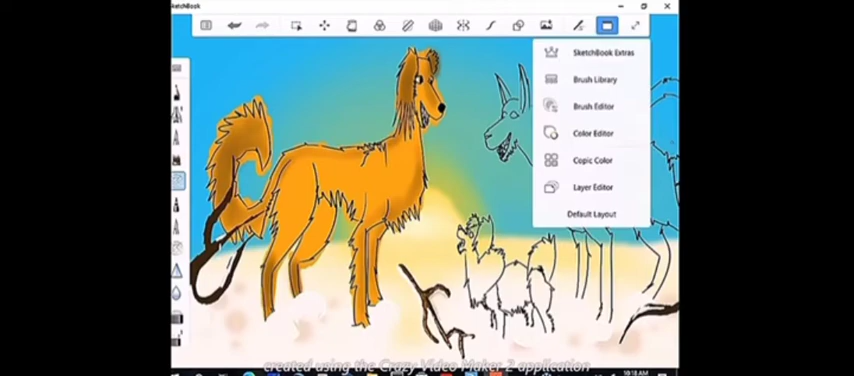 SketchBook
SketchBook Extras
Brush Library
Brush Editor
Color Editor
Copic Color
Layer Editor
Default Layout
created using the Crazy Video Maker 2 application
10:18 AM